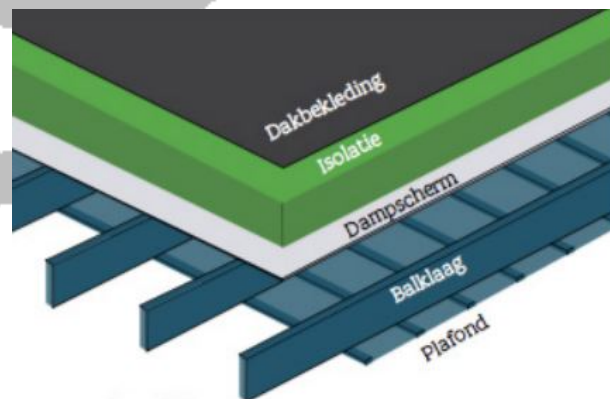 Dakbekleding
Isolatie
Dampscherm
Balklaag
Plafond